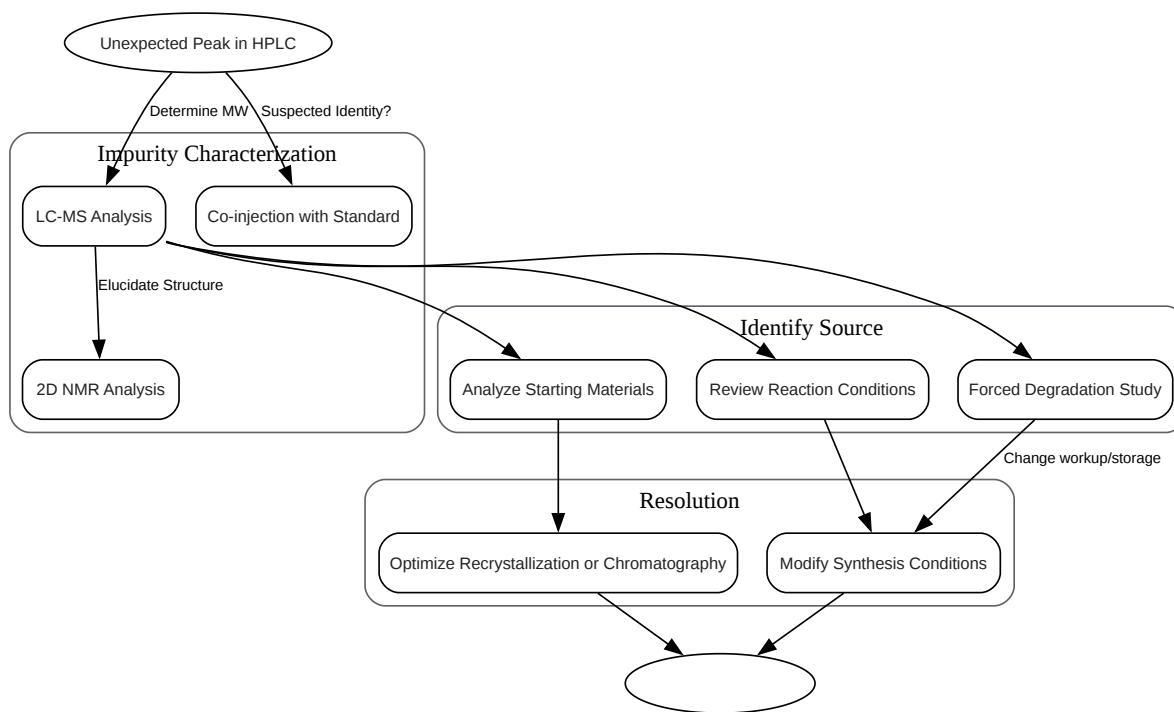 Unexpected Peak in HPLC
Determine MW
Suspected Identity?
Impurity Characterization
LC-MS Analysis
Co-injection with Standard
Elucidate Structure
Identify Source
2D NMR Analysis
Analyze Starting Materials
Review Reaction Conditions
Forced Degradation Study
Change workup/storage
Resolution
Optimize Recrystallization or Chromatography
Modify Synthesis Conditions